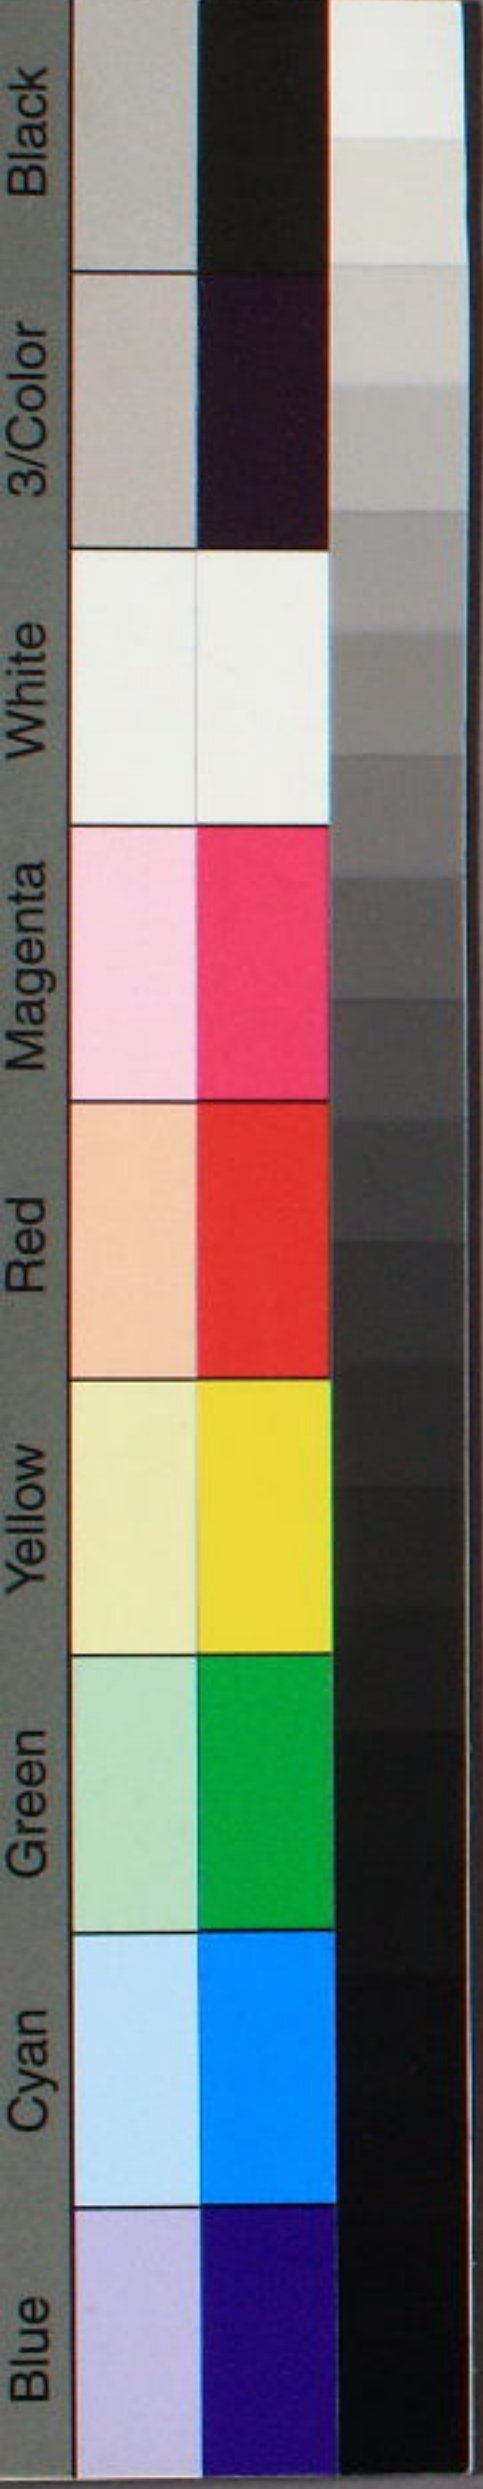 Black
3/Color
White
Magenta
Red
Yellow
Green
Cyan
Blue